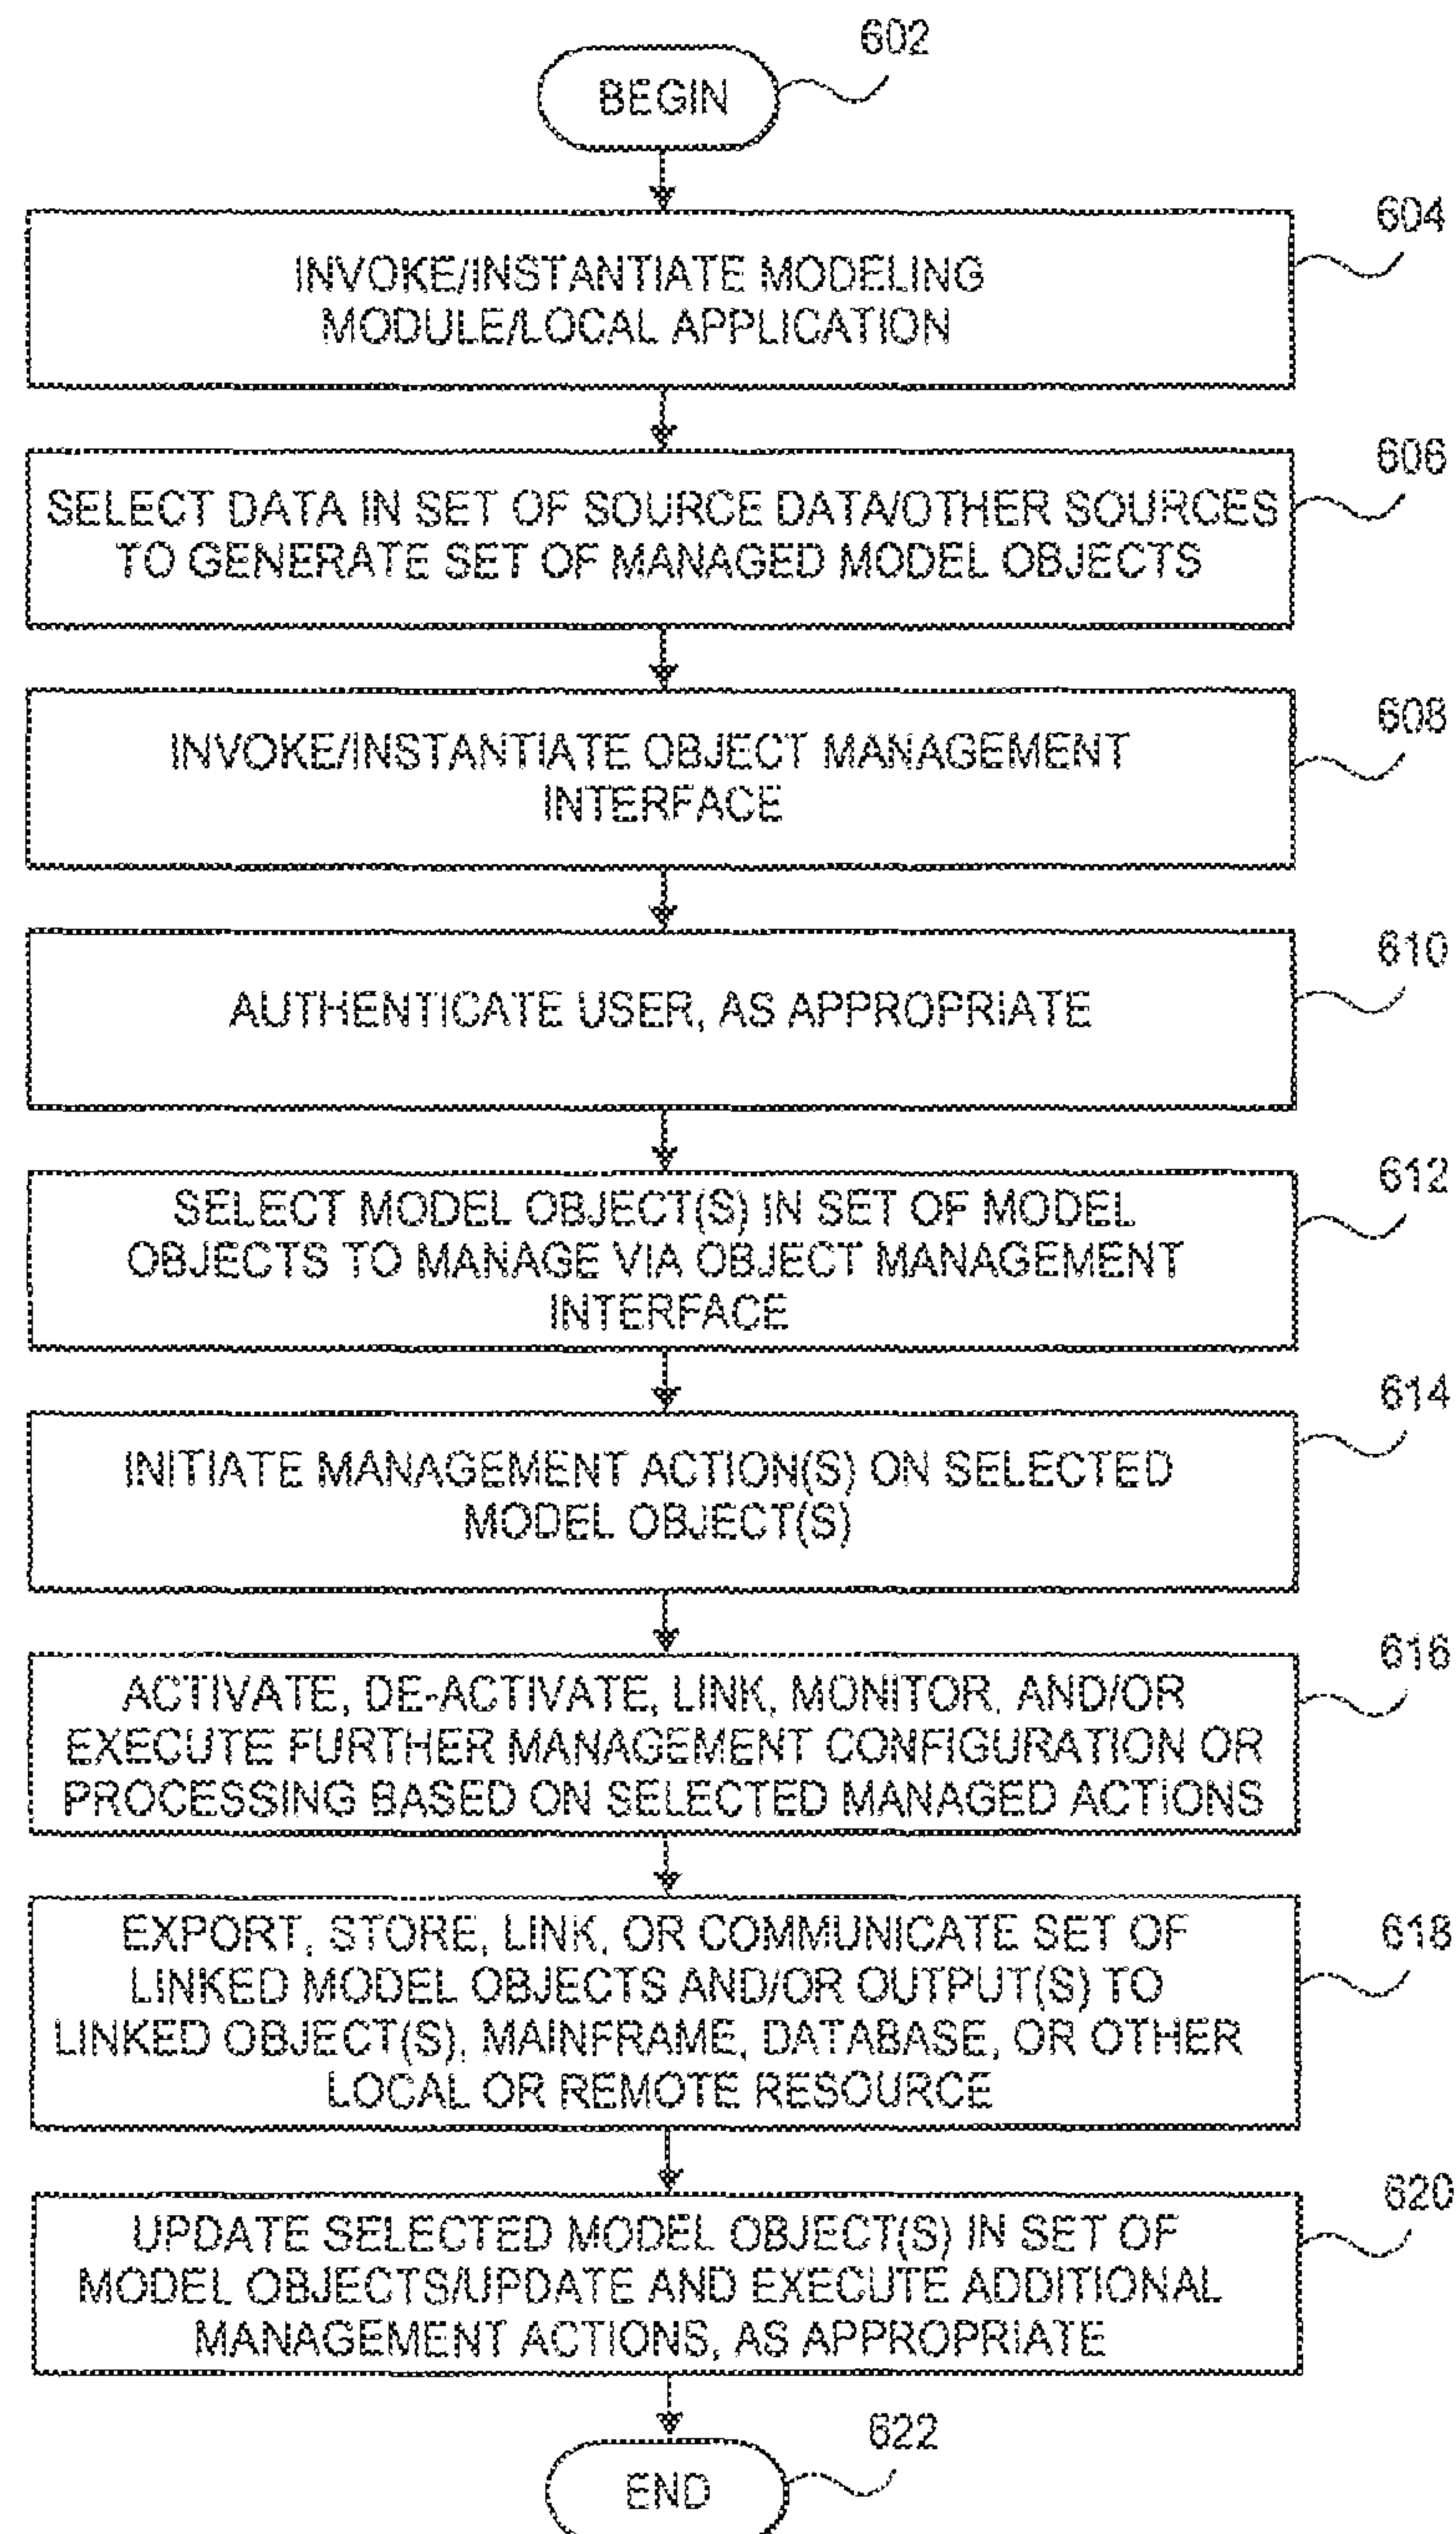 602
BEGIN
604
INVOKE/INSTANTIATE MODELING
MODULE/LOCAL APPLICATION
606
SELECT DATA IN SET OF SOURCE DATA/OTHER SOURCES
TO GENERATE SET OF MANAGED MODEL OBJECTS
608
INVOKE/INSTANTIATE OBJECT MANAGEMENT
INTERFACE
610
AUTHENTICATE USER, AS APPROPRIATE
612
SELECT MODEL OBJECT(S) IN SET OF MODEL
OBJECTS TO MANAGE VIA OBJECT MANAGEMENT
INTERFACE
614
INITIATE MANAGEMENT ACTION(S) ON SELECTED
MODEL OBJECT(S)
616
ACTIVATE, DE-ACTIVATE, LINK, MONITOR, AND/OR
EXECUTE FURTHER MANAGEMENT CONFIGURATION OR
PROCESSING BASED ON SELECTED MANAGED ACTIONS
618
EXPORT, STORE, LINK, OR COMMUNICATE SET OF
LINKED MODEL OBJECTS AND/OR OUTPUT(S) TO
LINKED OBJECT(S), MAINFRAME, DATABASE, OR OTHER
LOCAL OR REMOTE RESOURCE
620
UPDATE SELECTED MODEL OBJECT(S) IN SET OF
MODEL OBJECTS/UPDATE AND EXECUTE ADDITIONAL
MANAGEMENT ACTIONS, AS APPROPRIATE
622
END